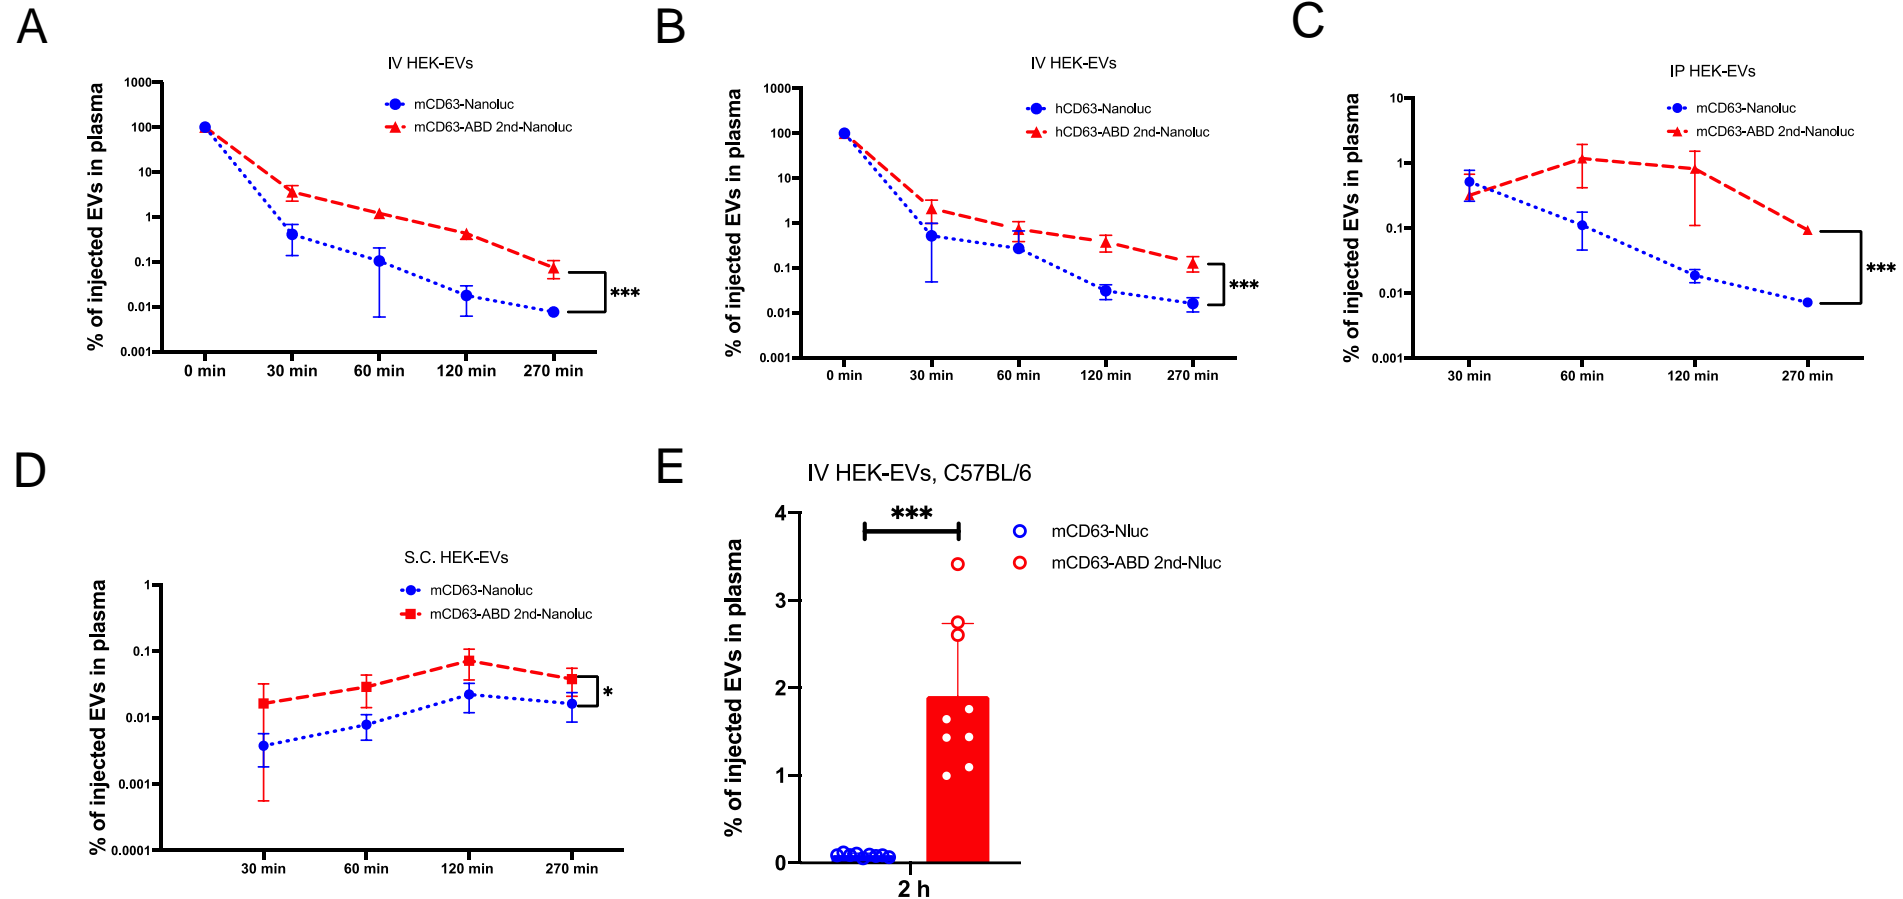 A
IV HEK-EVs
mCD63-Nanoluc
mCD63-ABD 2nd-Nanoluc
% of injected EVs in plasma
1000
100
10
1
0.1
0.01
0.001
0 min
30 min
60 min
120 min
270 min
***
B
IV HEK-EVs
hCD63-Nanoluc
hCD63-ABD 2nd-Nanoluc
% of injected EVs in plasma
1000
100
10
1
0.1
0.01
0.001
0 min
30 min
60 min
120 min
270 min
***
C
IP HEK-EVs
mCD63-Nanoluc
mCD63-ABD 2nd-Nanoluc
% of injected EVs in plasma
10
1
0.1
0.01
0.001
30 min
60 min
120 min
270 min
***
D
S.C. HEK-EVs
mCD63-Nanoluc
mCD63-ABD 2nd-Nanoluc
% of injected EVs in plasma
1
0.1
0.01
0.001
0.0001
30 min
60 min
120 min
270 min
*
E
IV HEK-EVs, C57BL/6
mCD63-Nluc
mCD63-ABD 2nd-Nluc
% of injected EVs in plasma
4
3
2
1
0
2 h
***